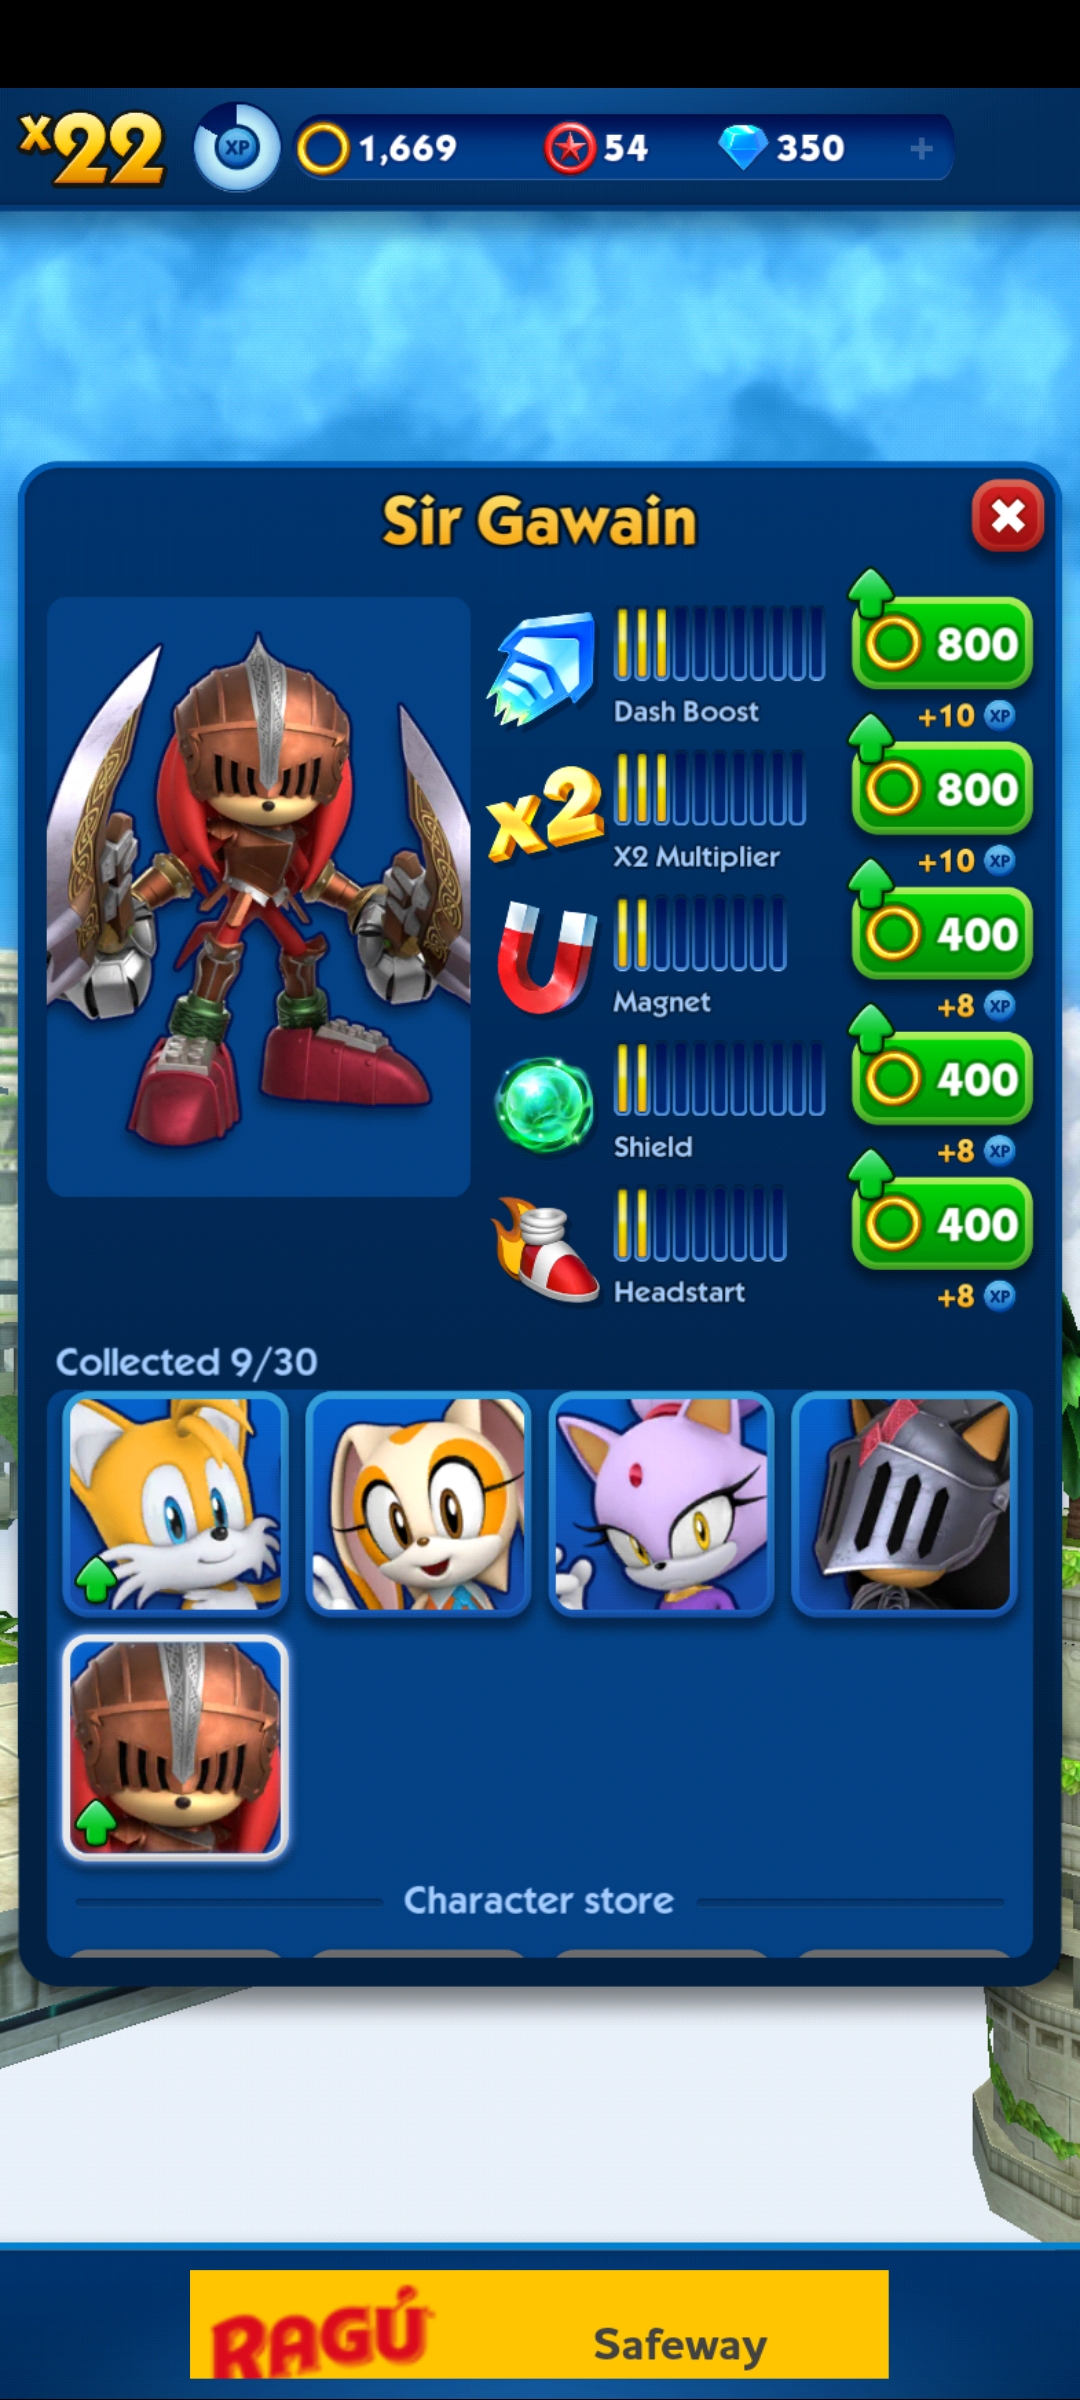 x22
XP
1,669
54
350
+
Sir Gawain
800
Dash Boost
+10 XP
x2
800
X2 Multiplier
+10 XP
400
Magnet
+8 XP
400
Shield
+8 XP
400
Headstart
+8 XP
Collected 9/30
Character store
RAGÚ
Safeway